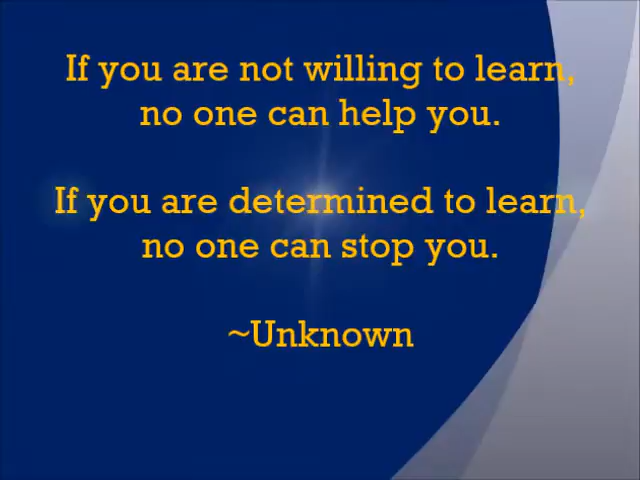 If you are not willing to learn,
no one can help you.
If you are determined to learn,
no one can stop you.
~Unknown